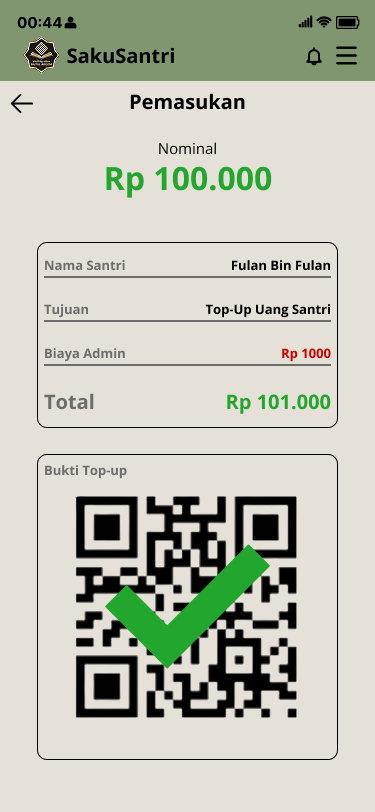 00:44
SakuSantri
Pemasukan
Nominal
Rp 100.000
Nama Santri Fulan Bin Fulan
Tujuan Top-Up Uang Santri
Biaya Admin Rp 1000
Total Rp 101.000
Bukti Top-up